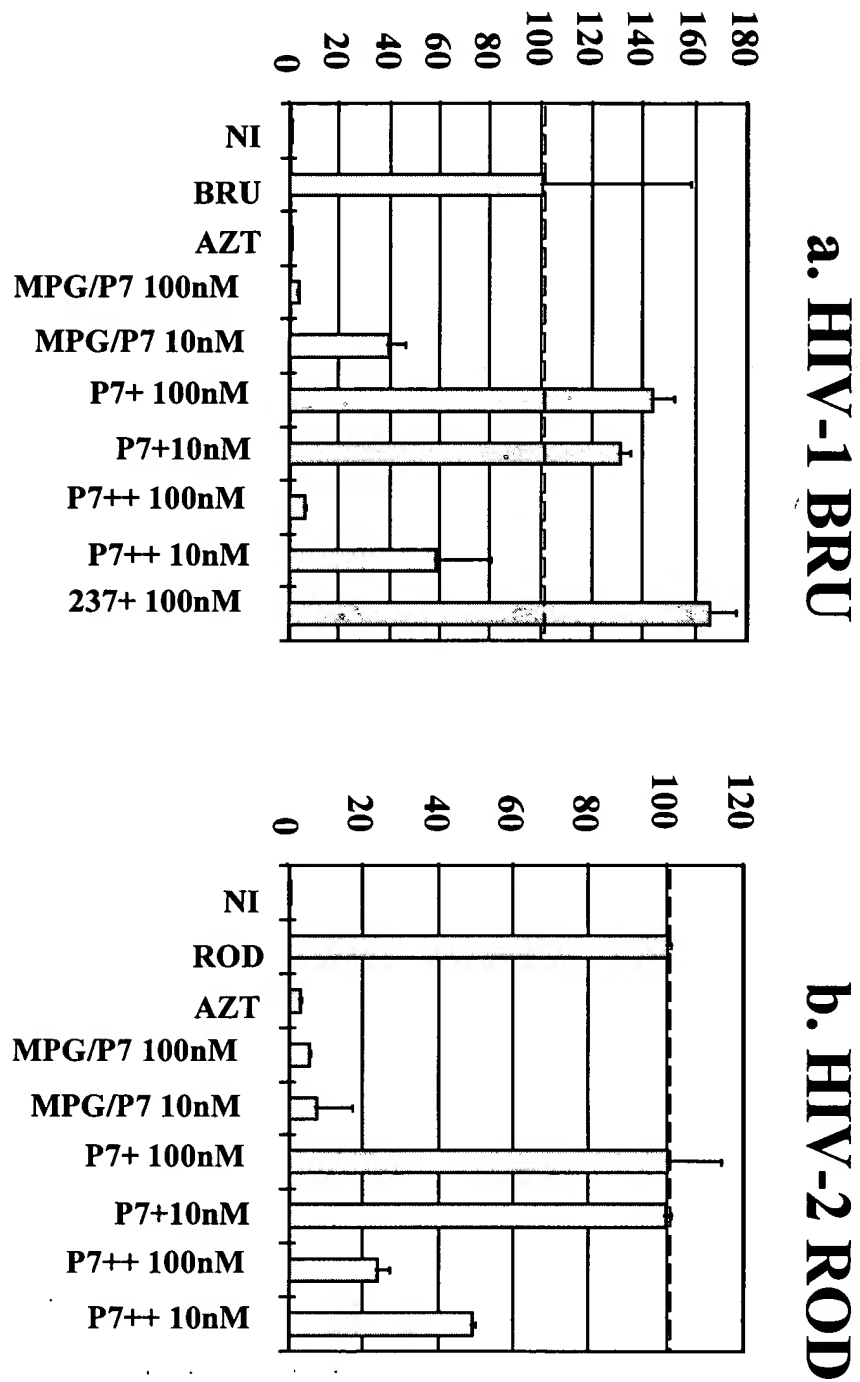 a. HIV-1 BRU
180
160
140
120
100
80
60
40
20
0
NI
BRU
AZT
MPG/P7 100nM
MPG/P7 10nM
P7+ 100nM
P7+10nM
P7++ 100nM
P7++ 10nM
237+ 100nM
b. HIV-2 ROD
120
100
80
60
40
20
0
NI
ROD
AZT
MPG/P7 100nM
MPG/P7 10nM
P7+ 100nM
P7+10nM
P7++ 100nM
P7++ 10nM